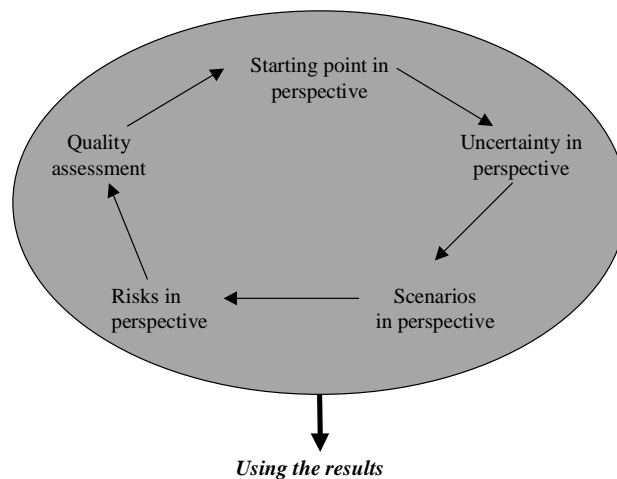 Starting point in
perspective
Uncertainty in
perspective
Scenarios
in perspective
Risks in
perspective
Quality
assessment
Using the results